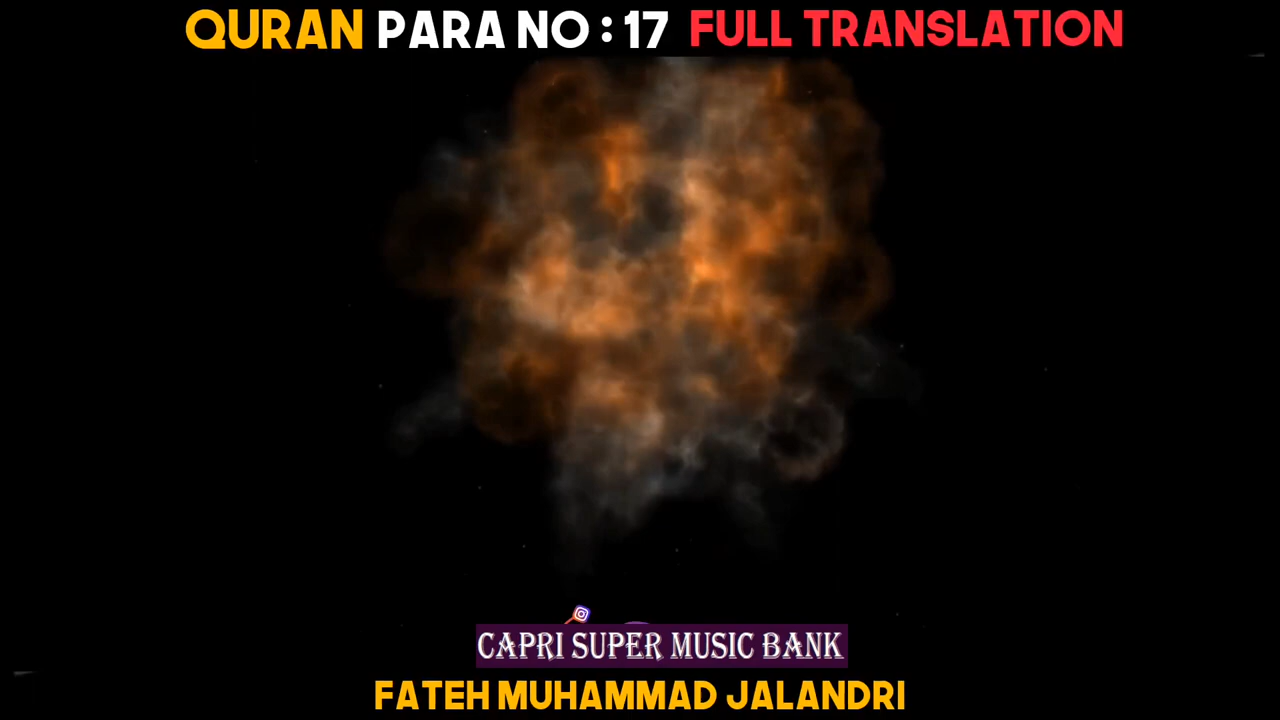 QURAN PARA NO : 17 FULL TRANSLATION
CAPRI SUPER MUSIC BANK
FATEH MUHAMMAD JALANDRI